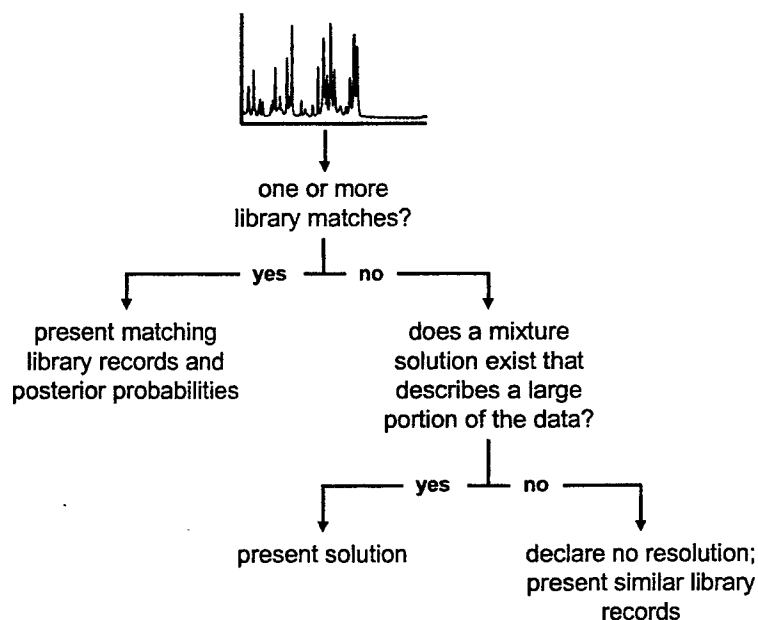 one or more
library matches?
yes
no
present matching
library records and
posterior probabilities
does a mixture
solution exist that
describes a large
portion of the data?
yes
no
present solution
declare no resolution;
present similar library
records